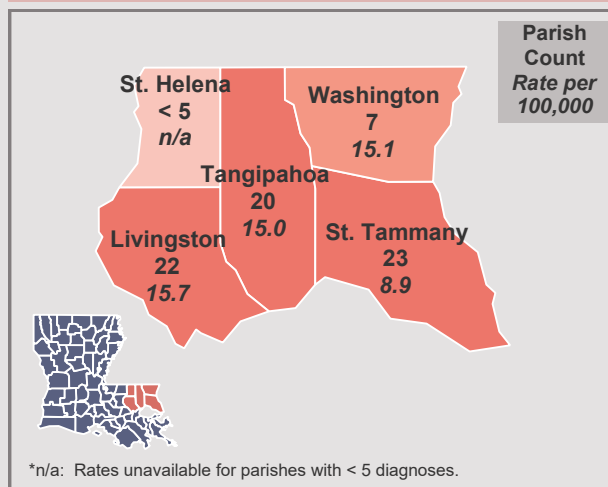 Parish
Count
Rate per
100,000
St. Helena
< 5
n/a
Washington
7
15.1
Tangipahoa
20
15.0
Livingston
22
15.7
St. Tammany
23
8.9
*n/a:  Rates unavailable for parishes with < 5 diagnoses.